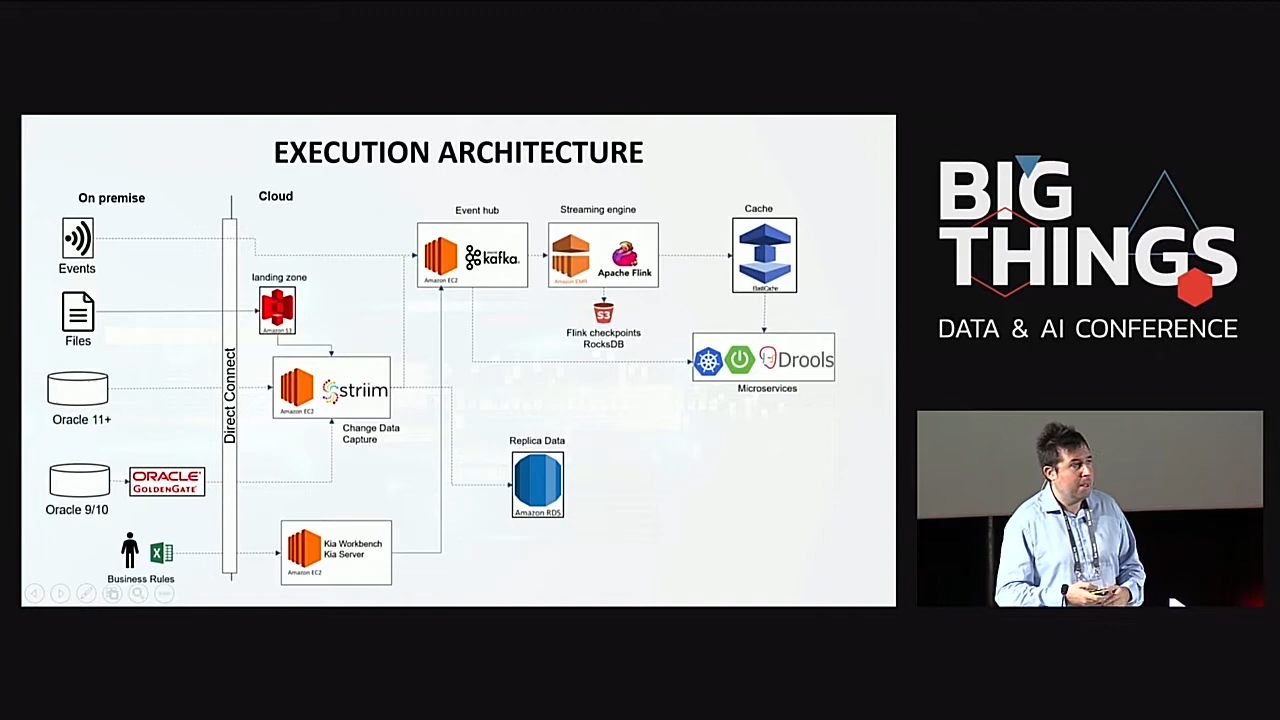 EXECUTION ARCHITECTURE
On premise
Cloud
Event hub
Streaming engine
Cache
Events
Amazon EC2
kafka
Amazon EMR
Apache Flink
ElastiCache
landing zone
Amazon S3
Files
S3
Flink checkpoints
RocksDB
Drools
Microservices
Direct Connect
Oracle 11+
Amazon EC2
striim
Change Data
Capture
Replica Data
Amazon RDS
ORACLE
GOLDENGATE
Oracle 9/10
Kia Workbench
Kia Server
Amazon EC2
X
Business Rules
BIG
THINGS
DATA & AI CONFERENCE